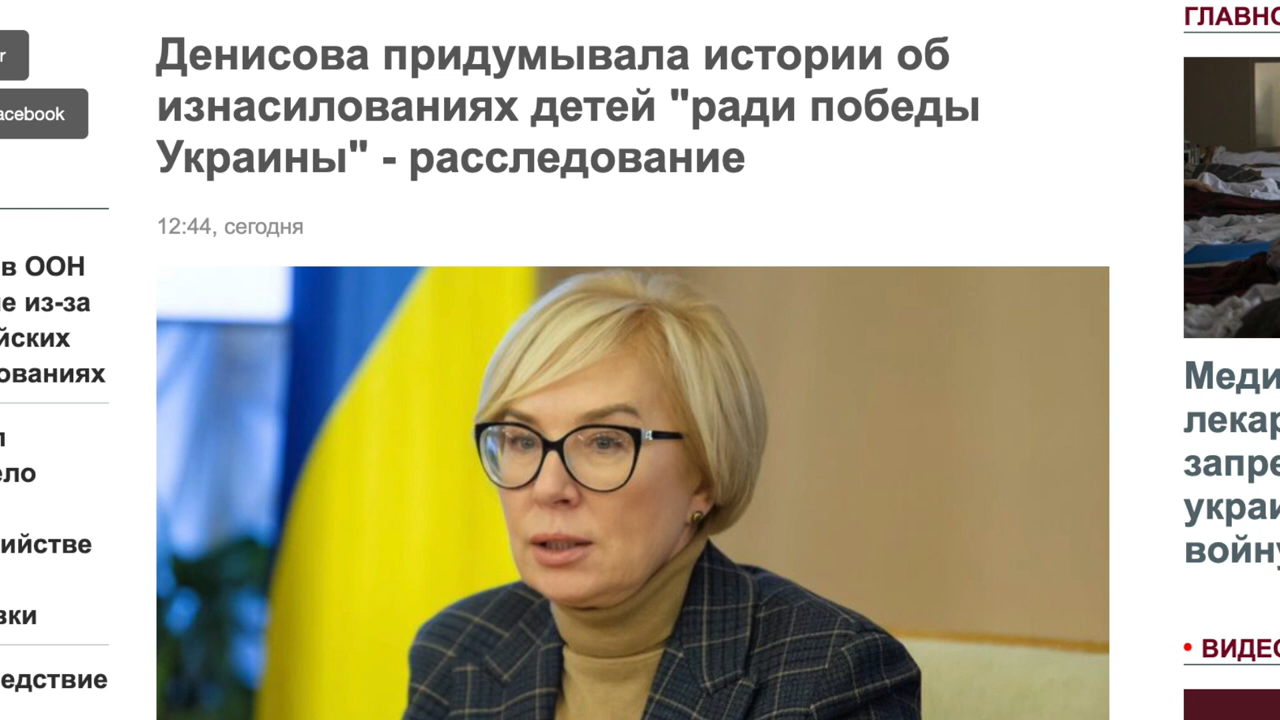 ГЛАВНО
r
acebook
Денисова придумывала истории об
изнасилованиях детей "ради победы
Украины" - расследование
12:44, сегодня
в ООН
е из-за
йских
ованиях
ело
ийстве
вки
едствие
Меди
лекар
запре
украи
войну
• ВИДЕО